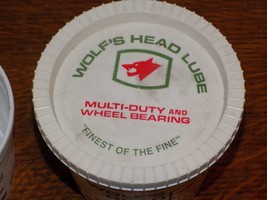 WOLF'S HEAD LUBE
MULTI-DUTY AND
WHEEL BEARING
"FINEST OF THE FINE"